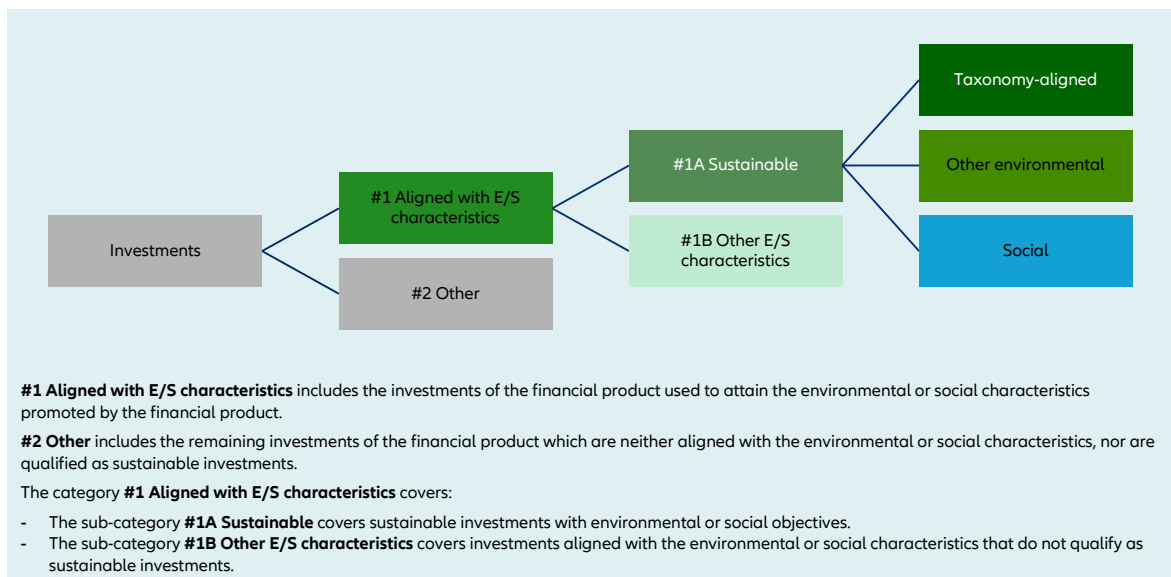 Taxonomy-aligned
#1A Sustainable
Other environmental
#1 Aligned with E/S
characteristics
Investments
#1B Other E/S
characteristics
Social
#2 Other
#1 Aligned with E/S characteristics includes the investments of the financial product used to attain the environmental or social characteristics
promoted by the financial product.
#2 Other includes the remaining investments of the financial product which are neither aligned with the environmental or social characteristics, nor are
qualified as sustainable investments.
The category #1 Aligned with E/S characteristics covers:
- The sub-category #1A Sustainable covers sustainable investments with environmental or social objectives.
- The sub-category #1B Other E/S characteristics covers investments aligned with the environmental or social characteristics that do not qualify as
sustainable investments.